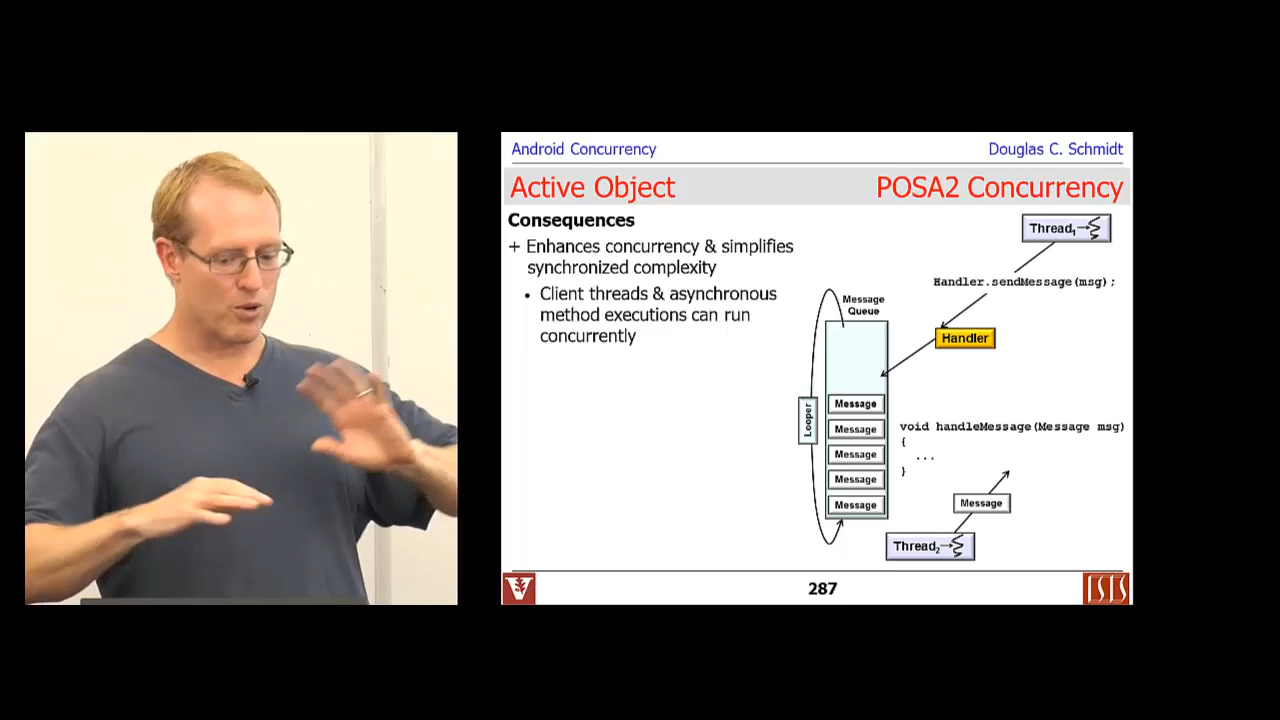 Android Concurrency
Douglas C. Schmidt
Active Object
POSA2 Concurrency
Consequences
+ Enhances concurrency & simplifies
synchronized complexity
• Client threads & asynchronous
method executions can run
concurrently
Thread1
Handler.sendMessage(msg);
Message
Queue
Handler
Looper
Message
Message
Message
Message
Message
void handleMessage(Message msg)
{
...
}
Message
Thread2
287
V
ISIS